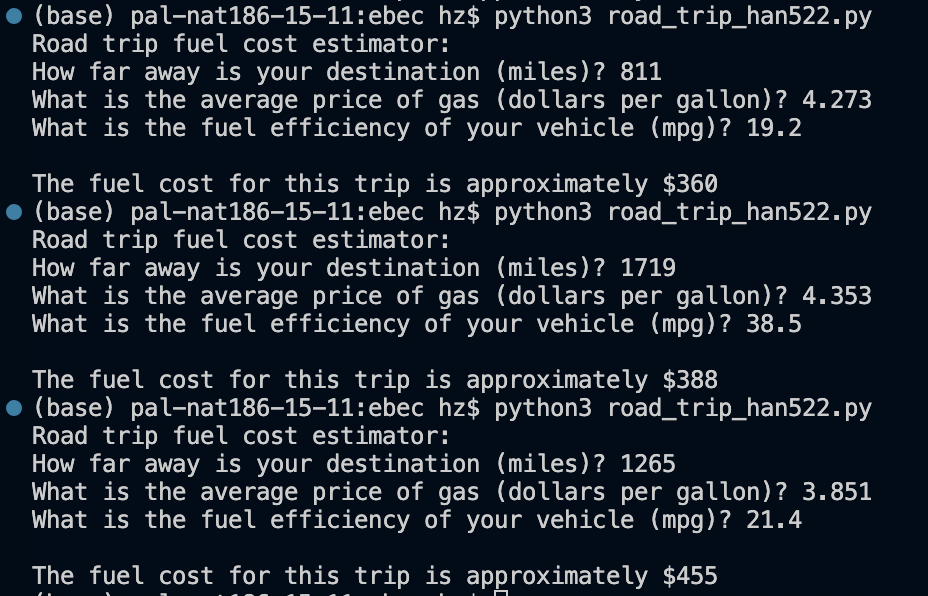 (base) pal-nat186-15-11:ebec hz$ python3 road_trip_han522.py
Road trip fuel cost estimator:
How far away is your destination (miles)? 811
What is the average price of gas (dollars per gallon)? 4.273
What is the fuel efficiency of your vehicle (mpg)? 19.2
The fuel cost for this trip is approximately $360
(base) pal-nat186-15-11:ebec hz$ python3 road_trip_han522.py
Road trip fuel cost estimator:
How far away is your destination (miles)? 1719
What is the average price of gas (dollars per gallon)? 4.353
What is the fuel efficiency of your vehicle (mpg)? 38.5
The fuel cost for this trip is approximately $388
(base) pal-nat186-15-11:ebec hz$ python3 road_trip_han522.py
Road trip fuel cost estimator:
How far away is your destination (miles)? 1265
What is the average price of gas (dollars per gallon)? 3.851
What is the fuel efficiency of your vehicle (mpg)? 21.4
The fuel cost for this trip is approximately $455